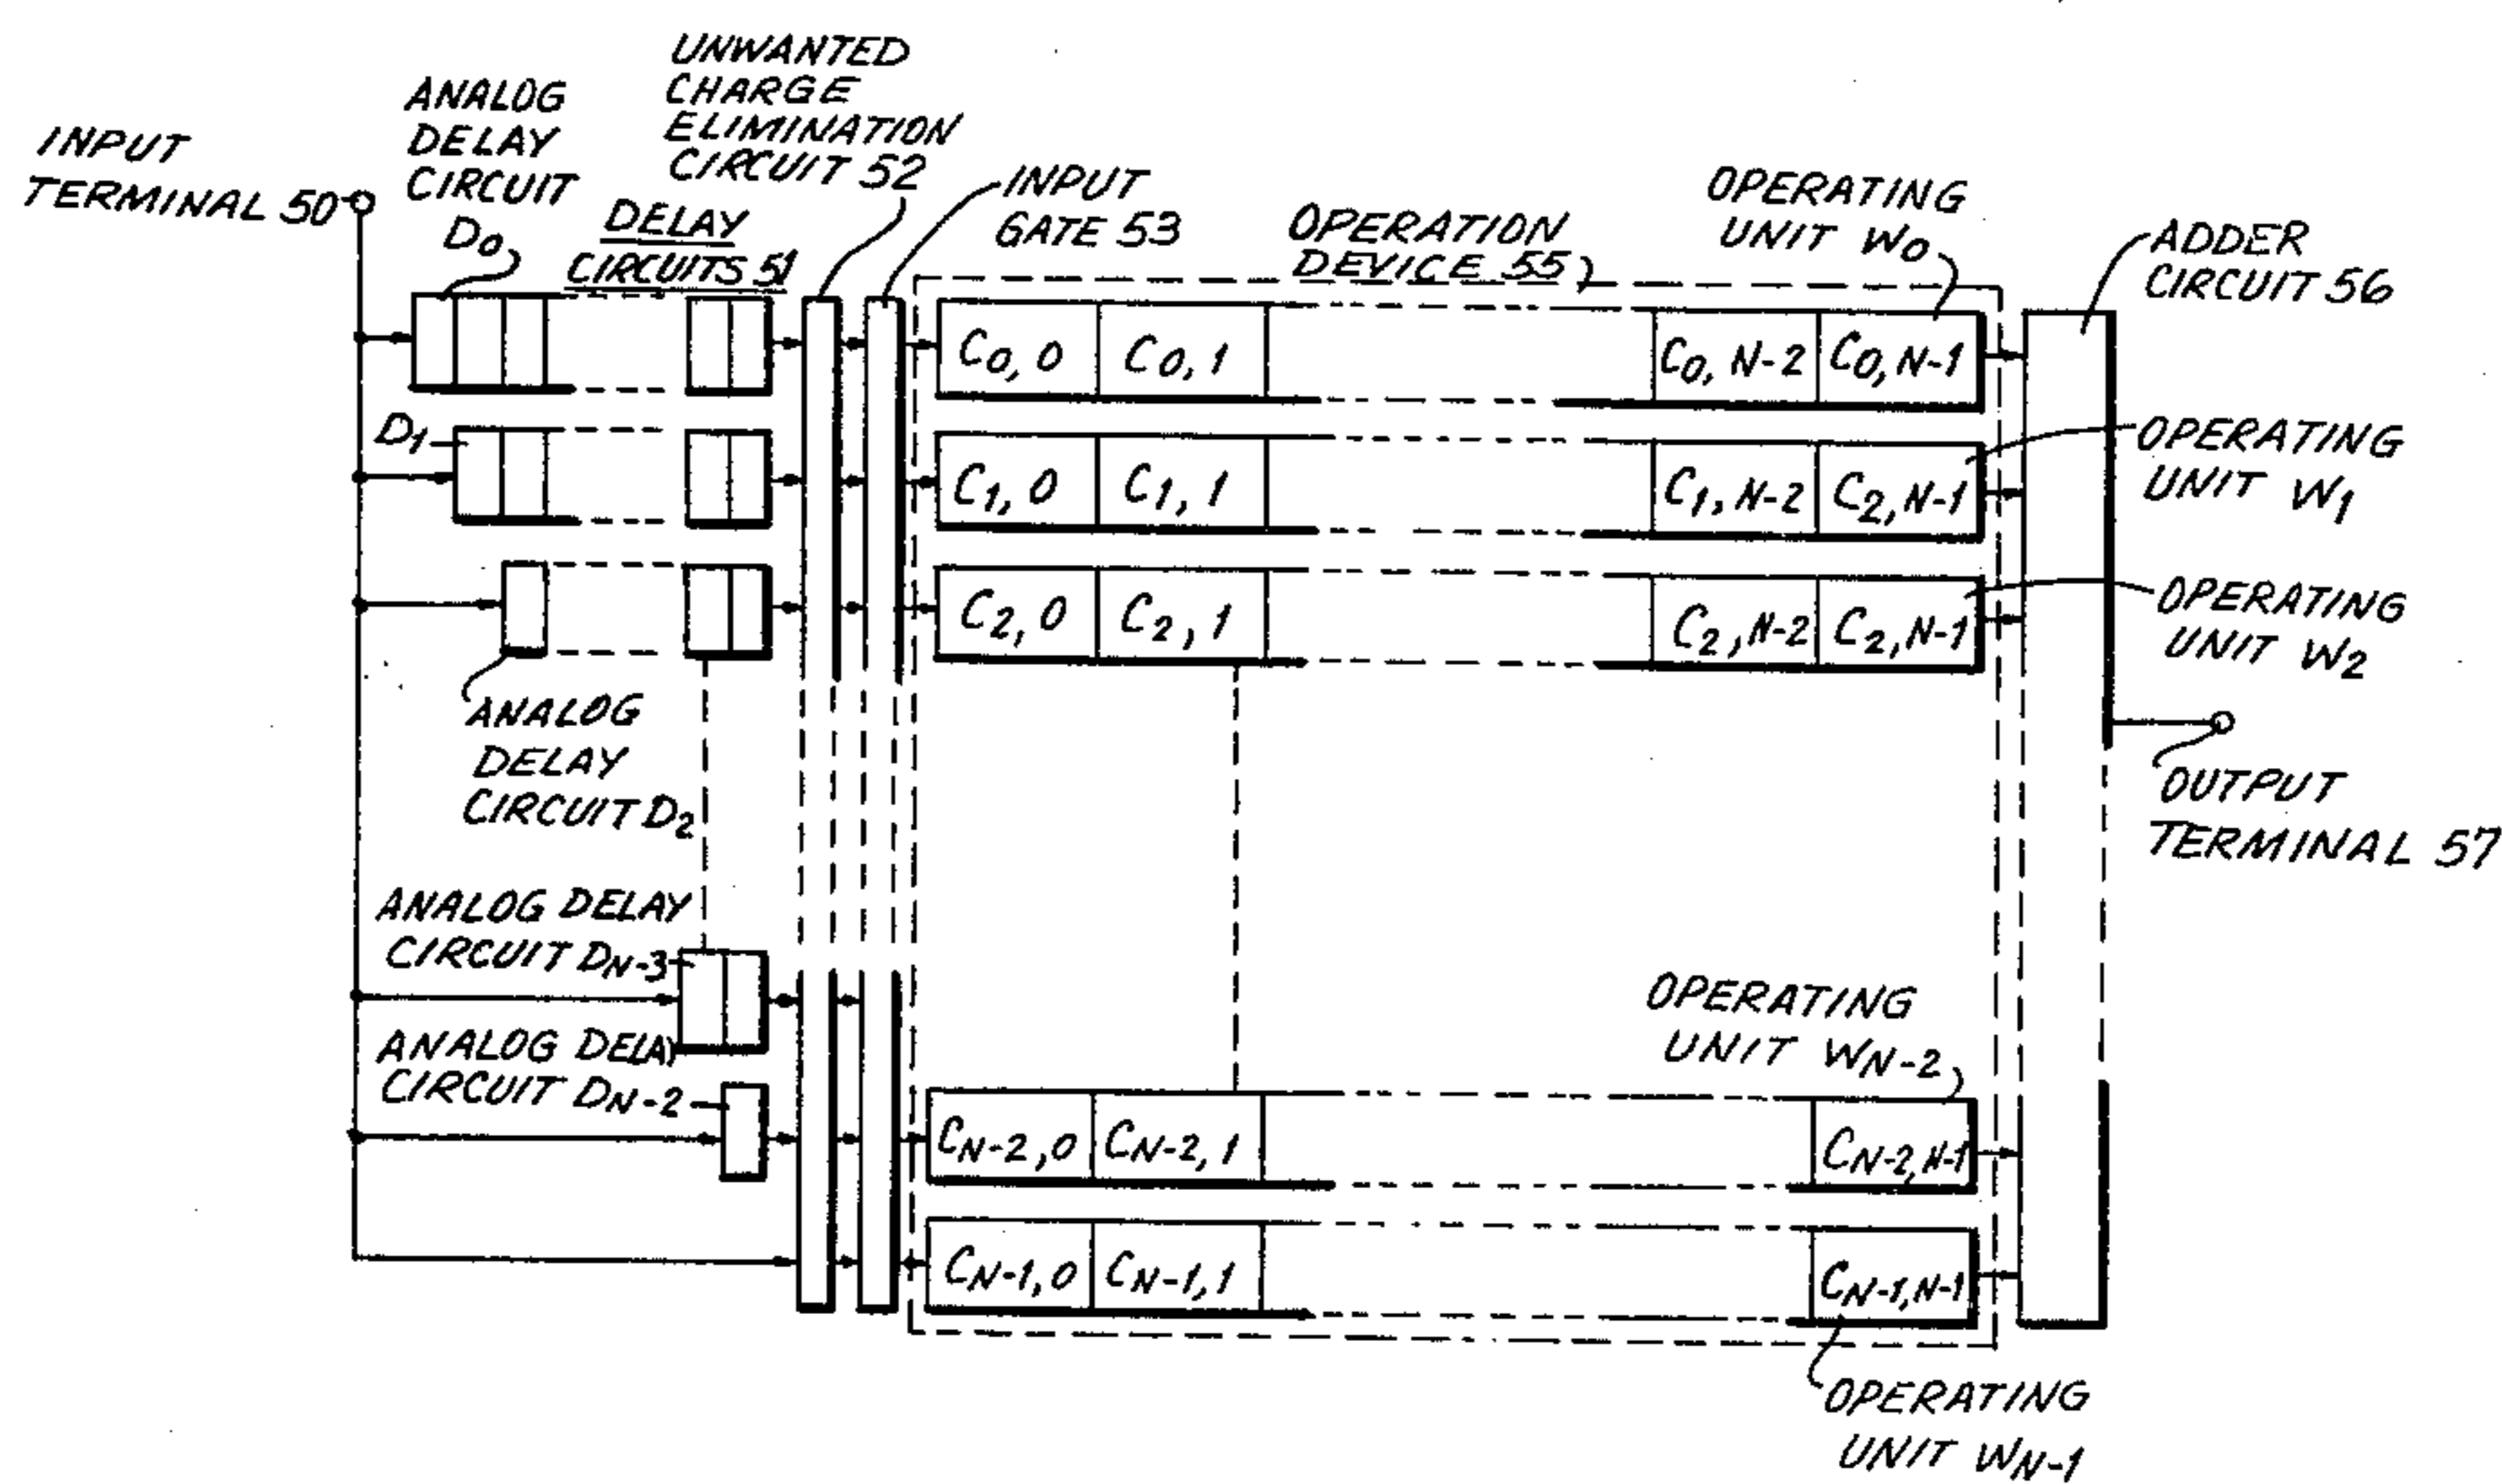 INPUT
TERMINAL 50
ANALOG
DELAY
CIRCUIT
D0
DELAY
CIRCUITS 51
UNWANTED
CHARGE
ELIMINATION
CIRCUIT 52
INPUT
GATE 53
OPERATION
DEVICE 55
OPERATING
UNIT W0
ADDER
CIRCUIT 56
C0,0 C0,1 C0,N-2 C0,N-1
D1
C1,0 C1,1 C1,N-2 C2,N-1
OPERATING
UNIT W1
C2,0 C2,1 C2,N-2 C2,N-1
OPERATING
UNIT W2
ANALOG
DELAY
CIRCUIT D2
OUTPUT
TERMINAL 57
ANALOG DELAY
CIRCUIT DN-3
ANALOG DELAY
CIRCUIT DN-2
OPERATING
UNIT WN-2
CN-2,0 CN-2,1 CN-2,N-1
CN-1,0 CN-1,1 CN-1,N-1
OPERATING
UNIT WN-1